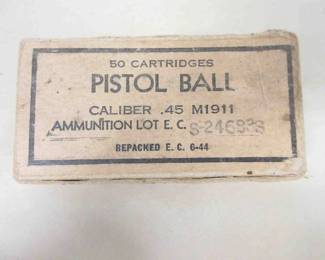 50 CARTRIDGES
PISTOL BALL
CALIBER .45 M1911
AMMUNITION LOT E. C.
REPACKED E. C. 6-44